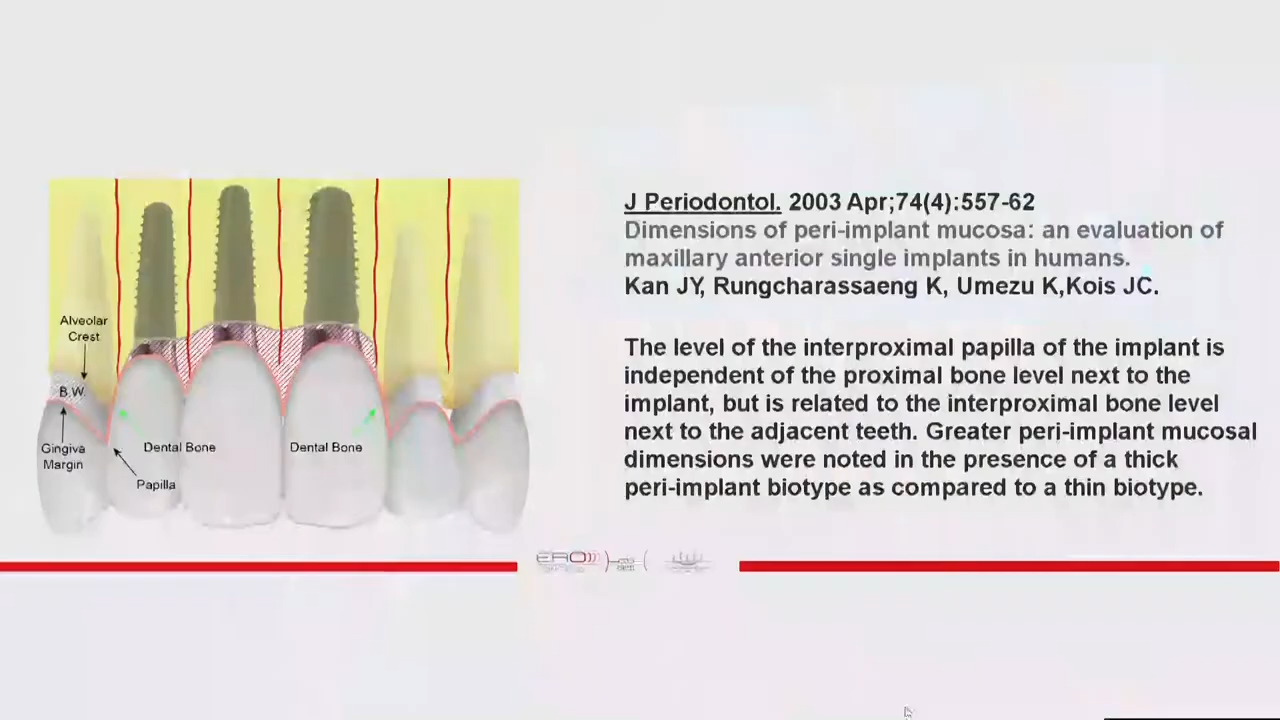 Alveolar
Crest
B.W.
Gingiva
Margin
Dental Bone
Dental Bone
Papilla
J Periodontol. 2003 Apr;74(4):557-62
Dimensions of peri-implant mucosa: an evaluation of
maxillary anterior single implants in humans.
Kan JY, Rungcharassaeng K, Umezu K,Kois JC.
The level of the interproximal papilla of the implant is
independent of the proximal bone level next to the
implant, but is related to the interproximal bone level
next to the adjacent teeth. Greater peri-implant mucosal
dimensions were noted in the presence of a thick
peri-implant biotype as compared to a thin biotype.